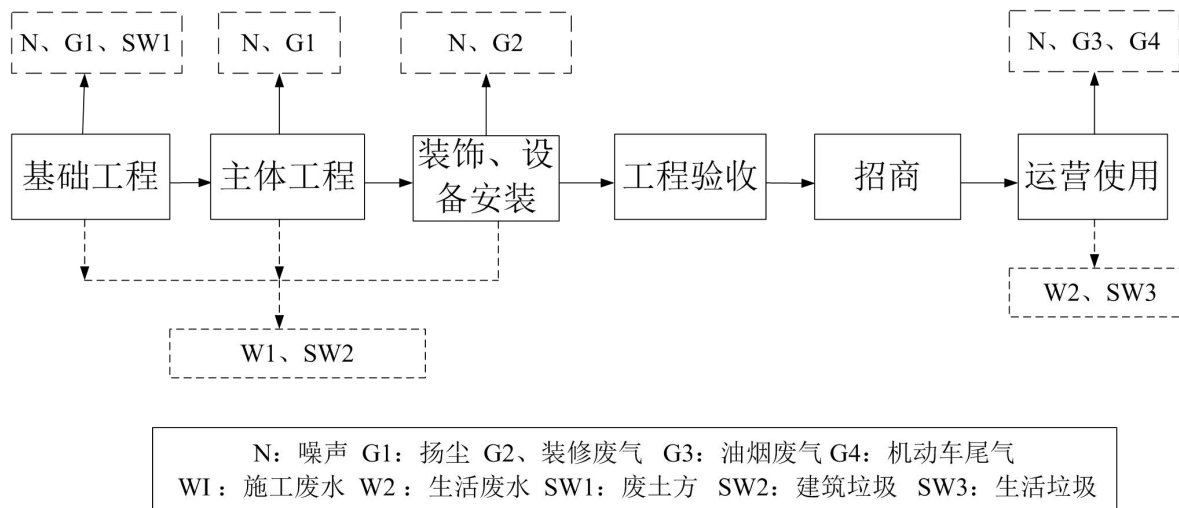 N、G1、SW1
N、G1
N、G2
N、G3、G4
基础工程
主体工程
装饰、设
备安装
工程验收
招商
运营使用
W2、SW3
W1、SW2
N：噪声 G1：扬尘 G2、装修废气 G3：油烟废气 G4：机动车尾气
WI：施工废水 W2：生活废水 SW1：废土方 SW2：建筑垃圾 SW3：生活垃圾